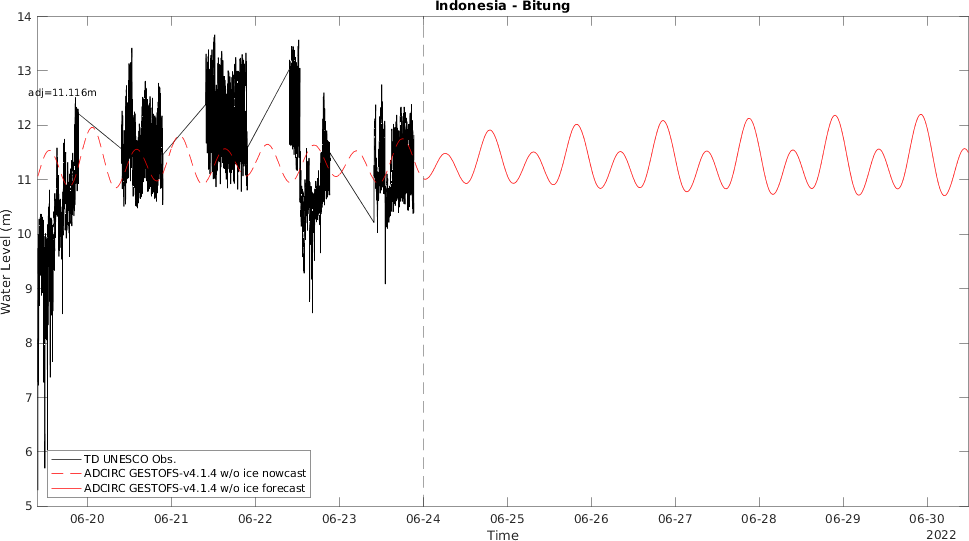 Indonesia - Bitung
14
13
12
11
10
9
8
7
6
5
Water Level (m)
adj=11.116m
TD UNESCO Obs.
ADCIRC GESTOFS-v4.1.4 w/o ice nowcast
ADCIRC GESTOFS-v4.1.4 w/o ice forecast
06-20 06-21 06-22 06-23 06-24 06-25 06-26 06-27 06-28 06-29 06-30
Time
2022